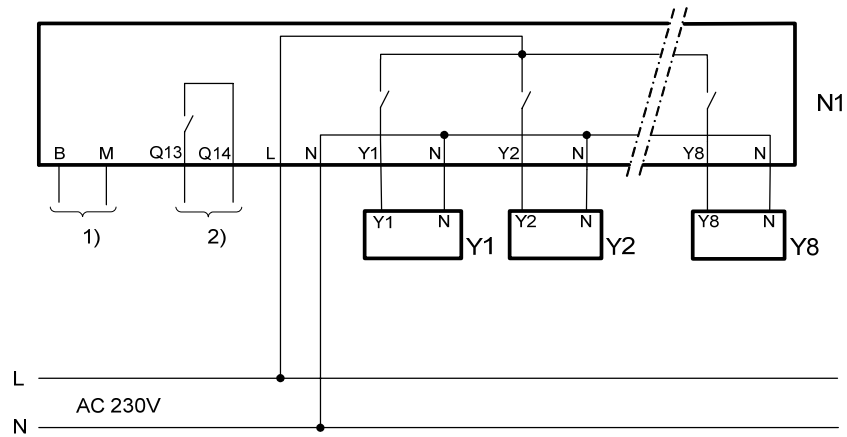 N1
B M Q13 Q14 L N Y1 N Y2 N Y8 N
1) 2)
Y1 N Y1 Y2 N Y2 Y8 N Y8
L
AC 230V
N